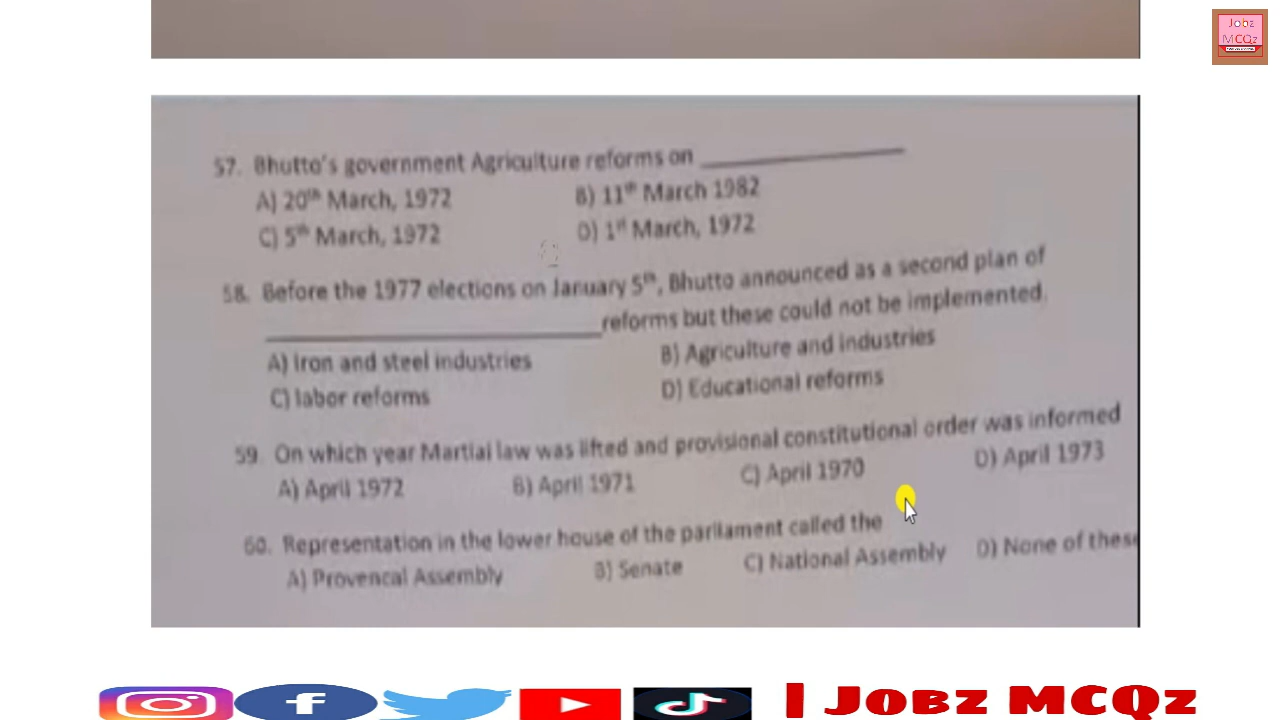 Jobz
MCQz
57. Bhutto's government Agriculture reforms on ____________
A) 20th March, 1972 B) 11th March 1982
C) 5th March, 1972 D) 1st March, 1972
58. Before the 1977 elections on January 5th, Bhutto announced as a second plan of
____________________reforms but these could not be implemented.
A) Iron and steel industries B) Agriculture and industries
C) labor reforms D) Educational reforms
59. On which year Martial law was lifted and provisional constitutional order was informed
A) April 1972 B) April 1971 C) April 1970 D) April 1973
60. Representation in the lower house of the parliament called the
A) Provencal Assembly B) Senate C) National Assembly D) None of these
| Jobz MCQz